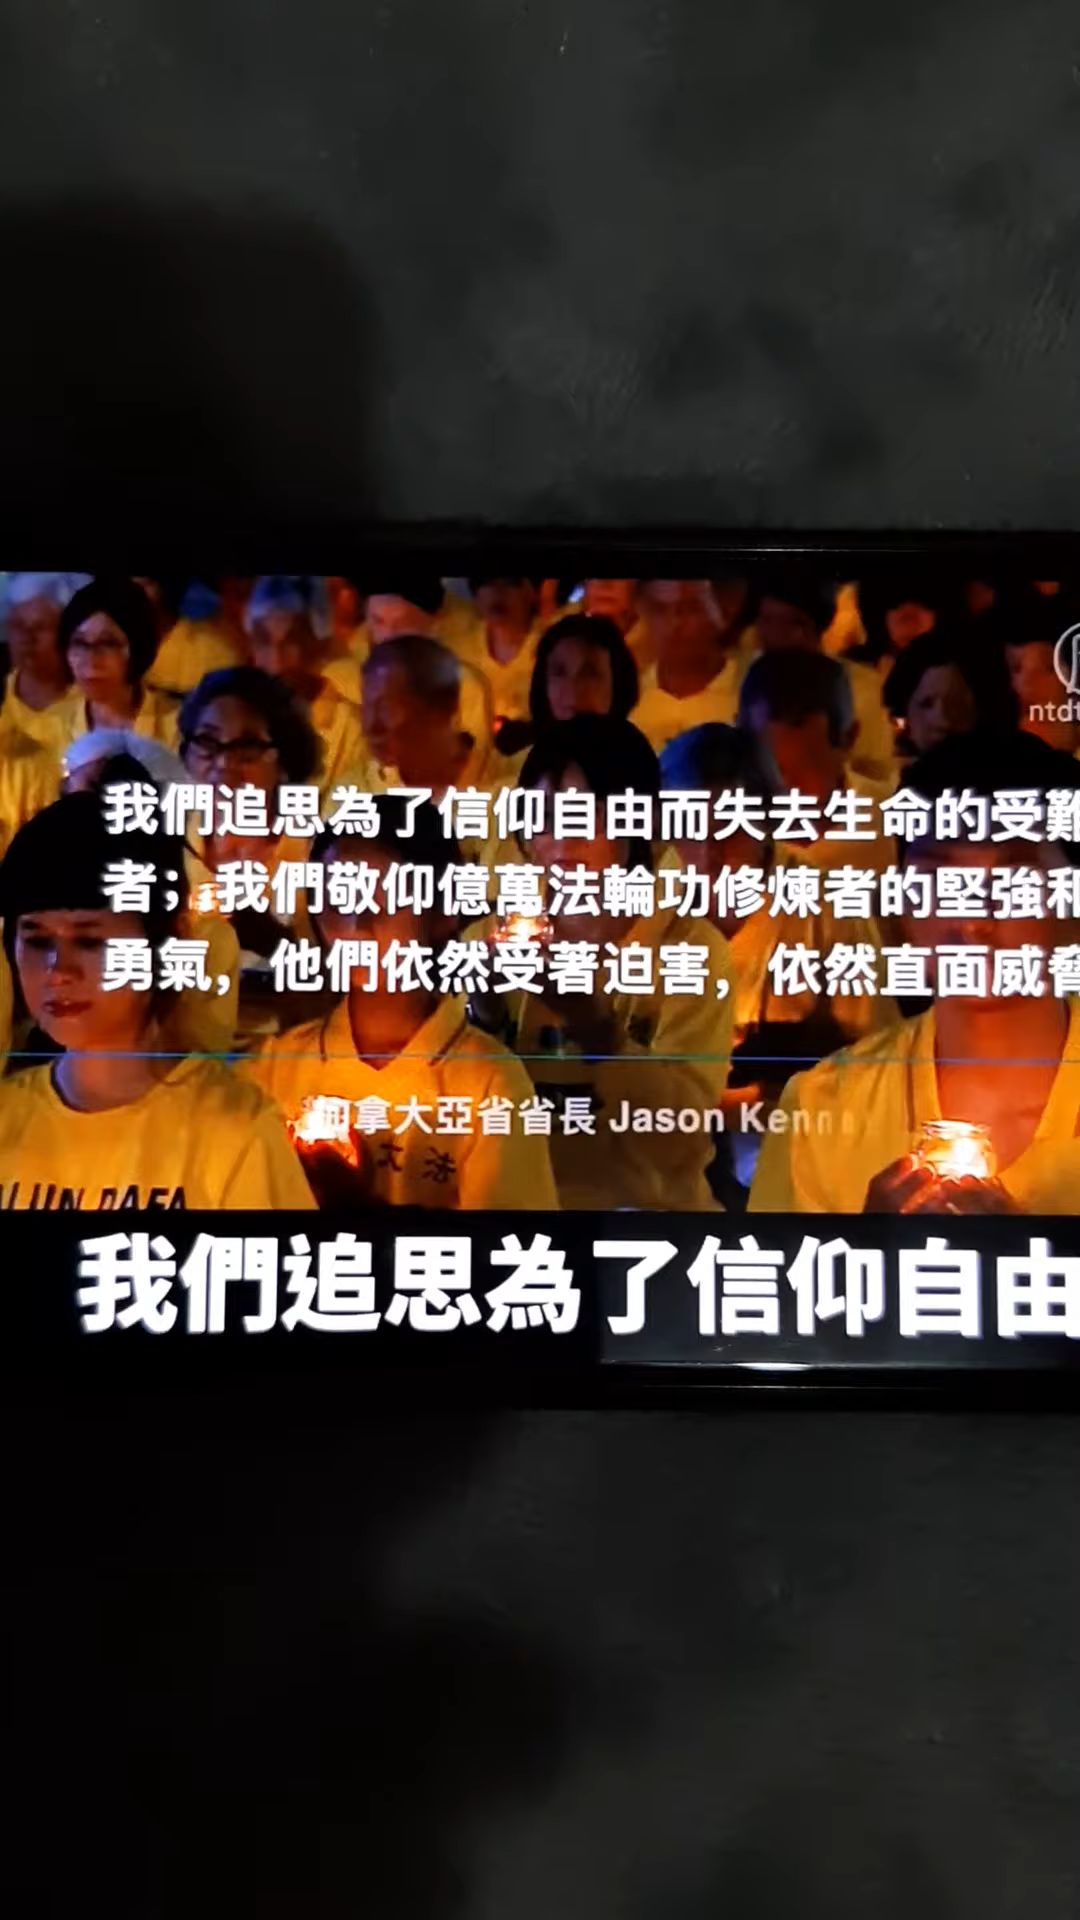 ntdt
我們追思為了信仰自由而失去生命的受難
者；我們敬仰億萬法輪功修煉者的堅強和
勇氣，他們依然受著迫害，依然直面威脅
加拿大亞省省長 Jason Kenn
大法
LUN DAFA
我們追思為了信仰自由